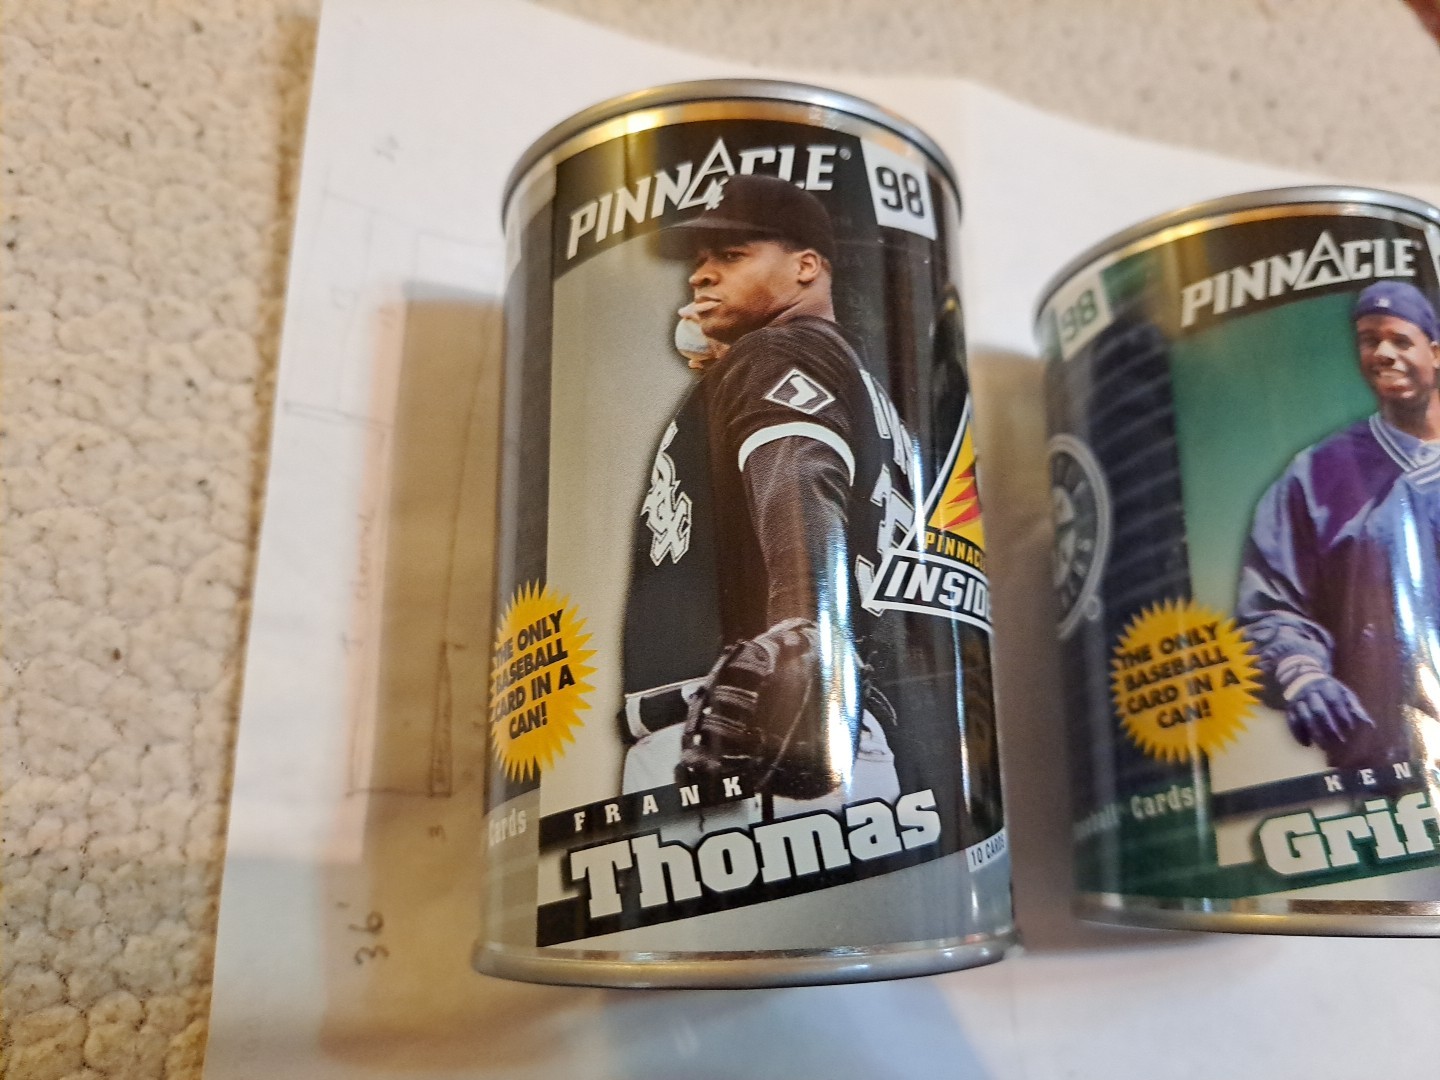 PINNACLE®
98
PINNACLE
INSIDE
THE ONLY
BASEBALL
CARD IN A
CAN!
FRANK
Thomas
10 CARDS
Cards
36'
98
PINNACLE
THE ONLY
BASEBALL
CARD IN A
CAN!
Cards
KEN
Grif